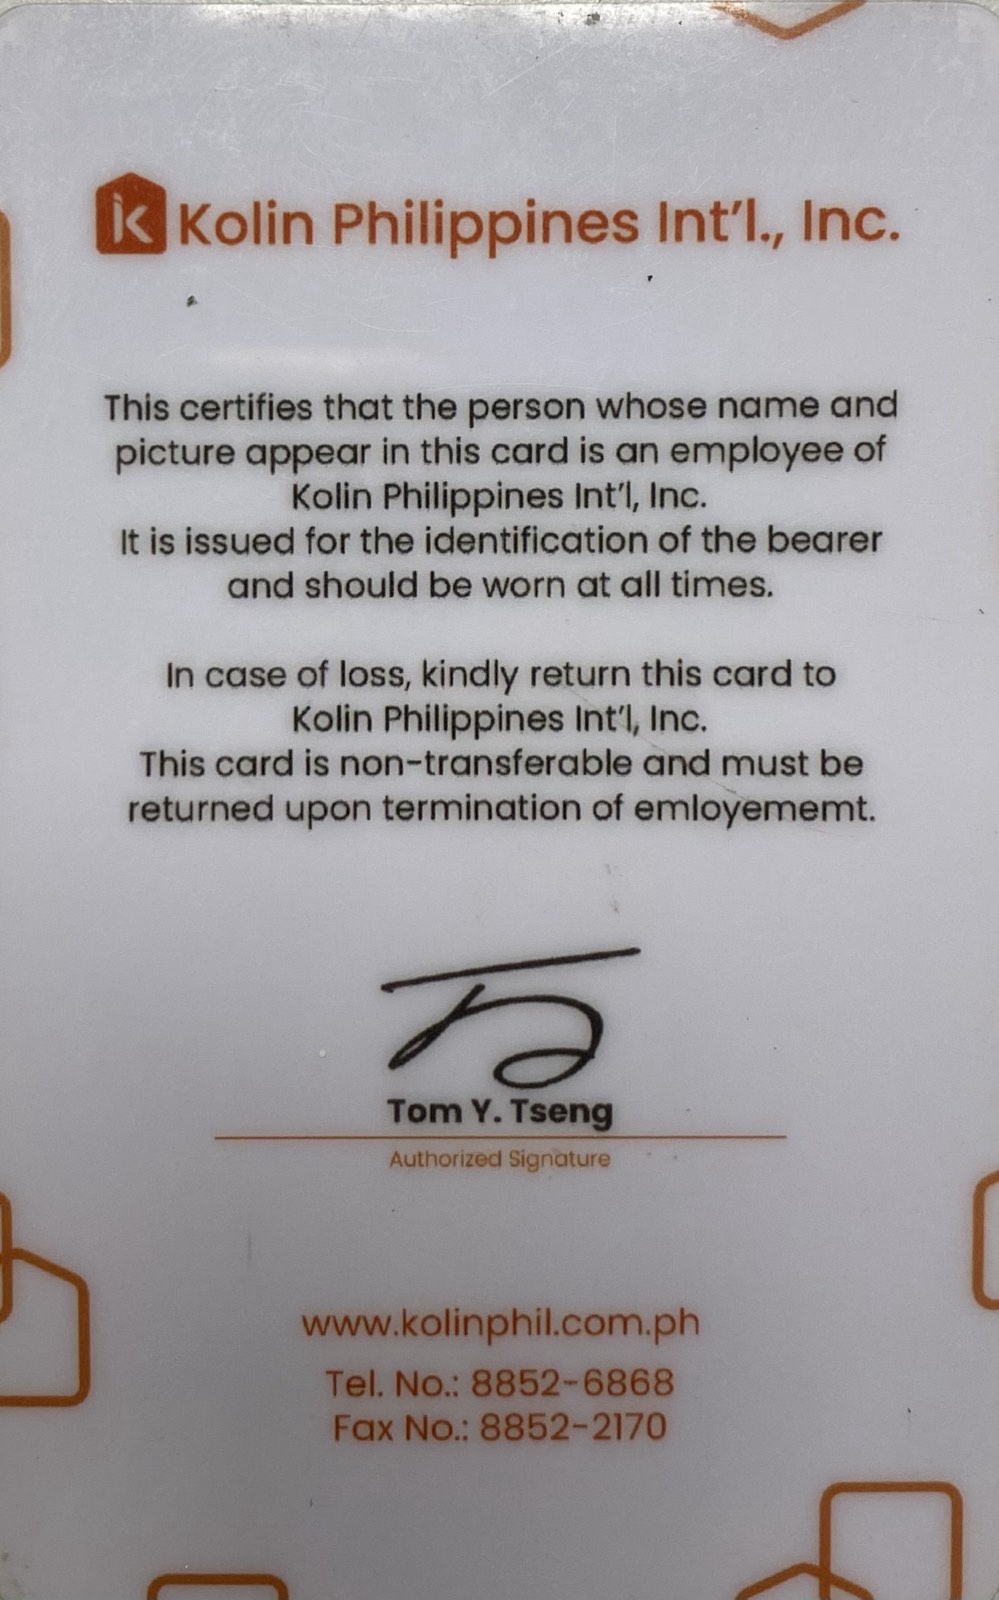 Kolin Philippines Int'l., Inc.
This certifies that the person whose name and
picture appear in this card is an employee of
Kolin Philippines Int'l, Inc.
It is issued for the identification of the bearer
and should be worn at all times.
In case of loss, kindly return this card to
Kolin Philippines Int'l, Inc.
This card is non-transferable and must be
returned upon termination of emloyememt.
Tom Y. Tseng
Authorized Signature
www.kolinphil.com.ph
Tel. No.: 8852-6868
Fax No.: 8852-2170